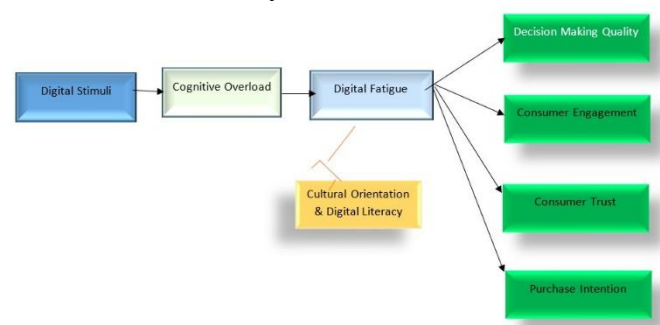 Digital Stimuli
Cognitive Overload
Digital Fatigue
Cultural Orientation
& Digital Literacy
Decision Making Quality
Consumer Engagement
Consumer Trust
Purchase Intention